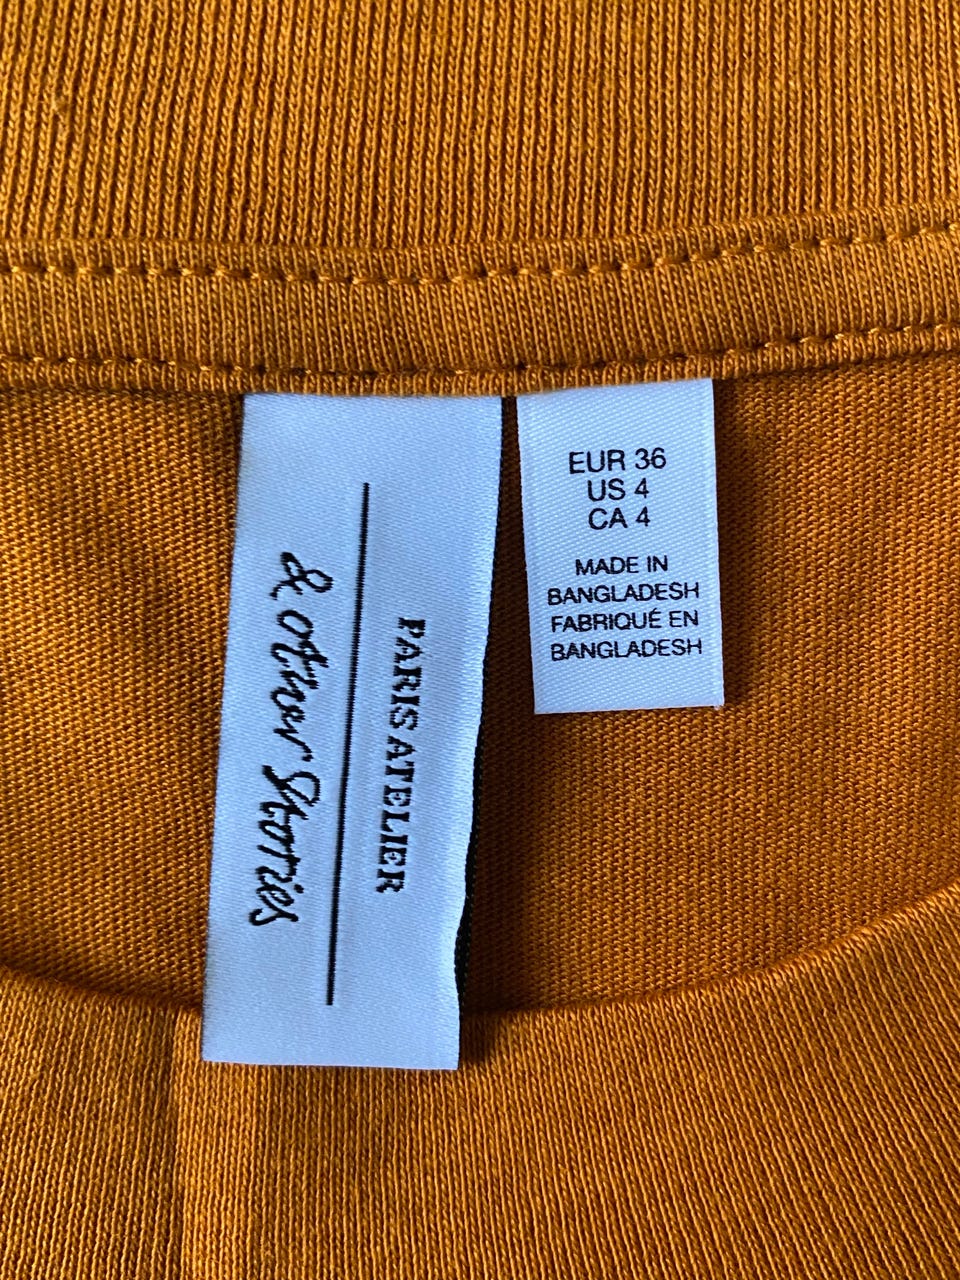 PARIS ATELIER
& other Stories
EUR 36
US 4
CA 4
MADE IN
BANGLADESH
FABRIQUÉ EN
BANGLADESH